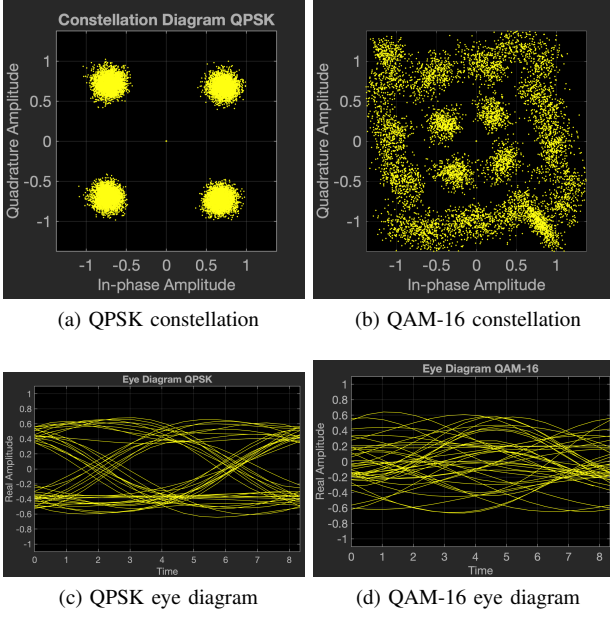 Constellation Diagram QPSK
Quadrature Amplitude
1
0.5
0
-0.5
-1
-1 -0.5 0 0.5 1
In-phase Amplitude
(a) QPSK constellation
Quadrature Amplitude
1
0.5
0
-0.5
-1
-1 -0.5 0 0.5 1
In-phase Amplitude
(b) QAM-16 constellation
Eye Diagram QPSK
Real Amplitude
1
0.8
0.6
0.4
0.2
0
-0.2
-0.4
-0.6
-0.8
-1
0 1 2 3 4 5 6 7 8
Time
(c) QPSK eye diagram
Eye Diagram QAM-16
Real Amplitude
1
0.8
0.6
0.4
0.2
0
-0.2
-0.4
-0.6
-0.8
-1
0 1 2 3 4 5 6 7 8
Time
(d) QAM-16 eye diagram